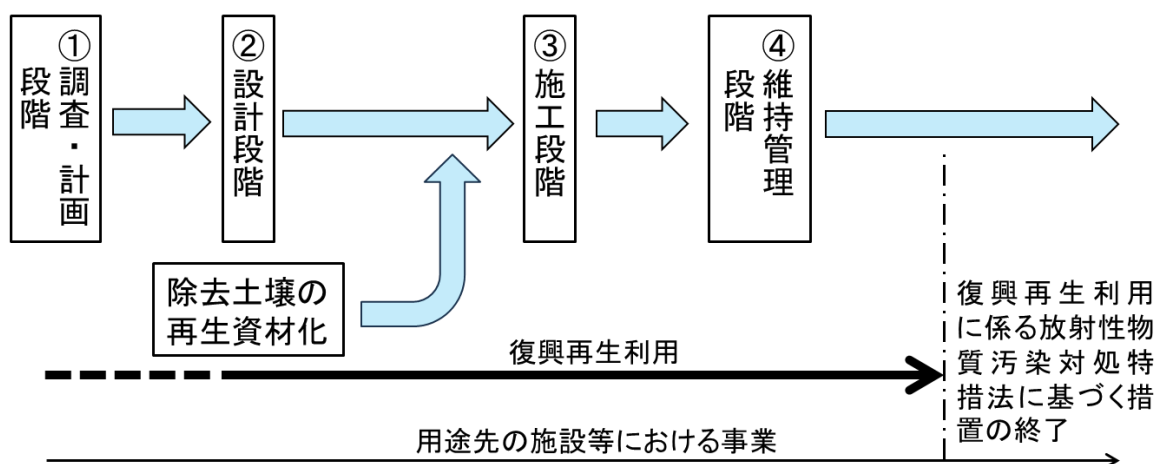 ①調査・計画
段階
②設計段階
③施工段階
④維持管理
段階
除去土壌の
再生資材化
復興再生利用
復興再生利用
に係る放射性物
質汚染対処特
措法に基づく措
置の終了
用途先の施設等における事業